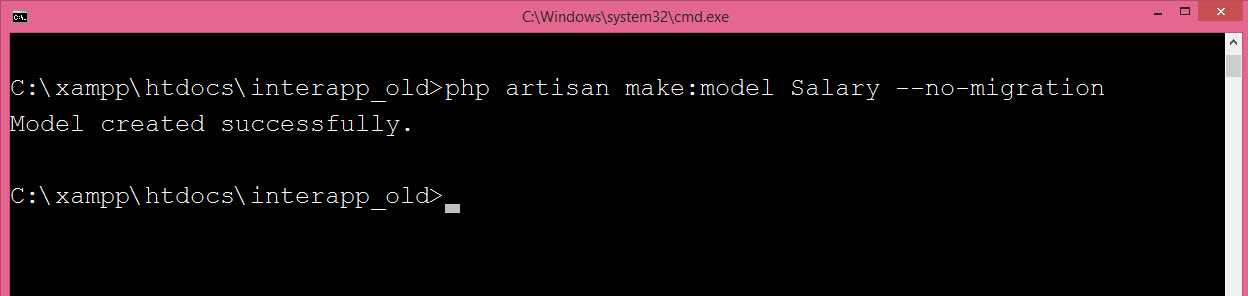 C:\Windows\system32\cmd.exe
C:\xampp\htdocs\interapp_old>php artisan make:model Salary --no-migration
Model created successfully.
C:\xampp\htdocs\interapp_old>